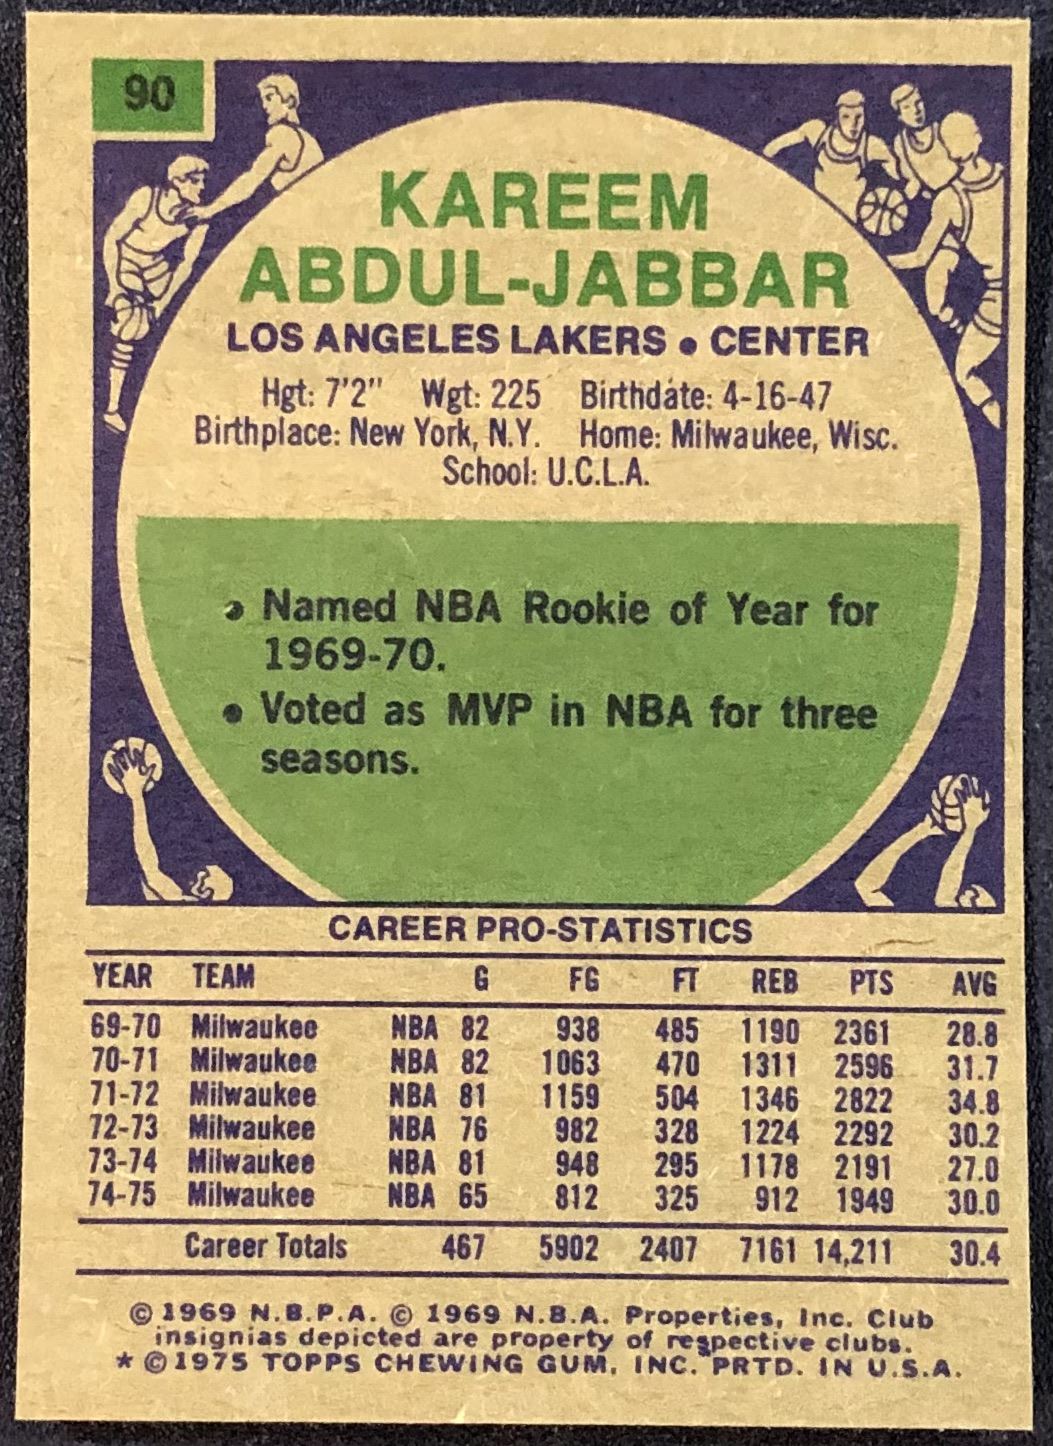 90
KAREEM
ABDUL-JABBAR
LOS ANGELES LAKERS • CENTER
Hgt: 7'2" Wgt: 225 Birthdate: 4-16-47
Birthplace: New York, N.Y. Home: Milwaukee, Wisc.
School: U.C.L.A.
• Named NBA Rookie of Year for
1969-70.
• Voted as MVP in NBA for three
seasons.
CAREER PRO-STATISTICS
YEAR TEAM G FG FT REB PTS AVG
69-70 Milwaukee NBA 82 938 485 1190 2361 28.8
70-71 Milwaukee NBA 82 1063 470 1311 2596 31.7
71-72 Milwaukee NBA 81 1159 504 1346 2822 34.8
72-73 Milwaukee NBA 76 982 328 1224 2292 30.2
73-74 Milwaukee NBA 81 948 295 1178 2191 27.0
74-75 Milwaukee NBA 65 812 325 912 1949 30.0
Career Totals 467 5902 2407 7161 14,211 30.4
© 1969 N.B.P.A. © 1969 N.B.A. Properties, Inc. Club
insignias depicted are property of respective clubs.
* © 1975 TOPPS CHEWING GUM, INC. PRTD. IN U.S.A.